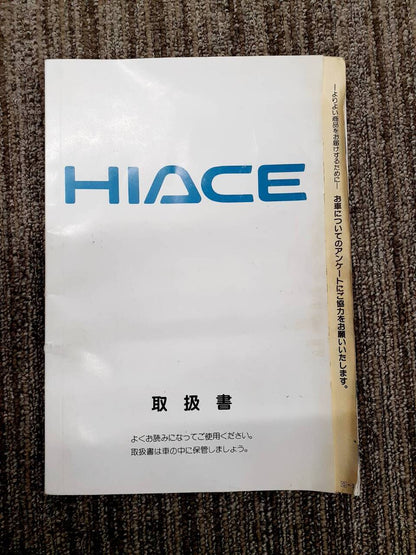 HIACE
取扱書
よくお読みになってご使用ください。
取扱書は車の中に保管しましょう。
—よりよい商品をお届けするために— お車についてのアンケートにご協力をお願いいたします。